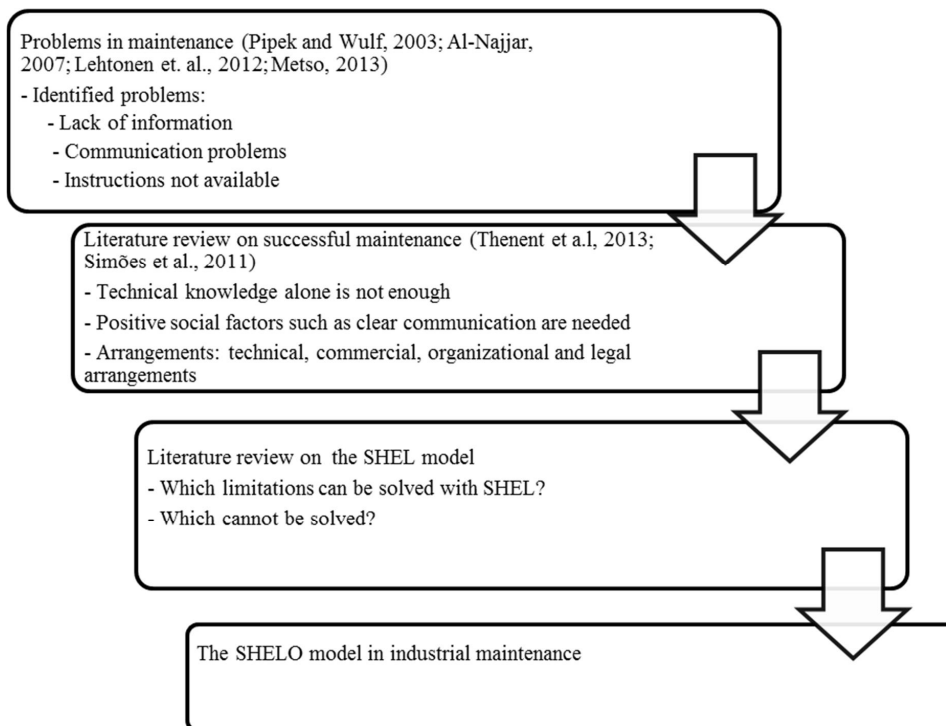 Problems in maintenance (Pipek and Wulf, 2003; Al-Najjar,
2007; Lehtonen et. al., 2012; Metso, 2013)
- Identified problems:
- Lack of information
- Communication problems
- Instructions not available
Literature review on successful maintenance (Thenent et a.l, 2013;
Simões et al., 2011)
- Technical knowledge alone is not enough
- Positive social factors such as clear communication are needed
- Arrangements: technical, commercial, organizational and legal
arrangements
Literature review on the SHEL model
- Which limitations can be solved with SHEL?
- Which cannot be solved?
The SHELO model in industrial maintenance